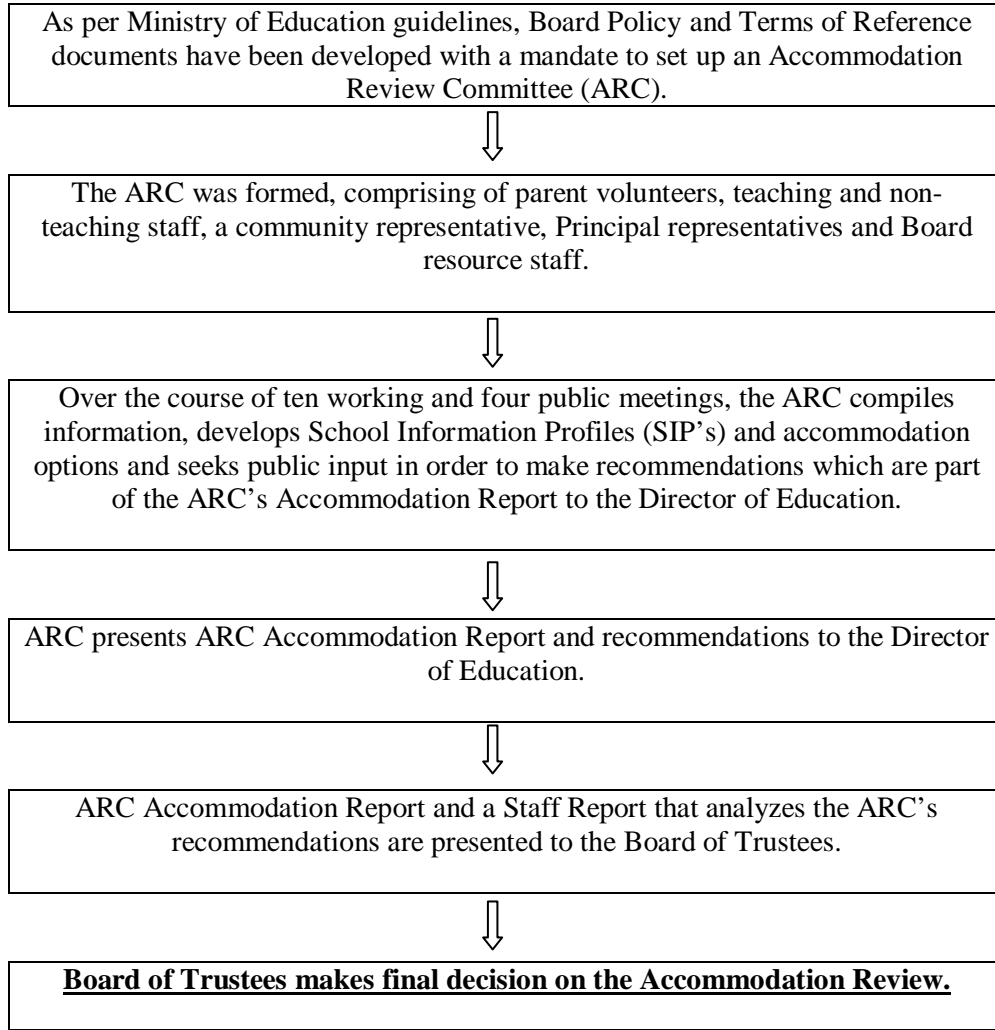 As per Ministry of Education guidelines, Board Policy and Terms of Reference
documents have been developed with a mandate to set up an Accommodation
Review Committee (ARC).
The ARC was formed, comprising of parent volunteers, teaching and non-
teaching staff, a community representative, Principal representatives and Board
resource staff.
Over the course of ten working and four public meetings, the ARC compiles
information, develops School Information Profiles (SIP’s) and accommodation
options and seeks public input in order to make recommendations which are part
of the ARC’s Accommodation Report to the Director of Education.
ARC presents ARC Accommodation Report and recommendations to the Director
of Education.
ARC Accommodation Report and a Staff Report that analyzes the ARC’s
recommendations are presented to the Board of Trustees.
Board of Trustees makes final decision on the Accommodation Review.